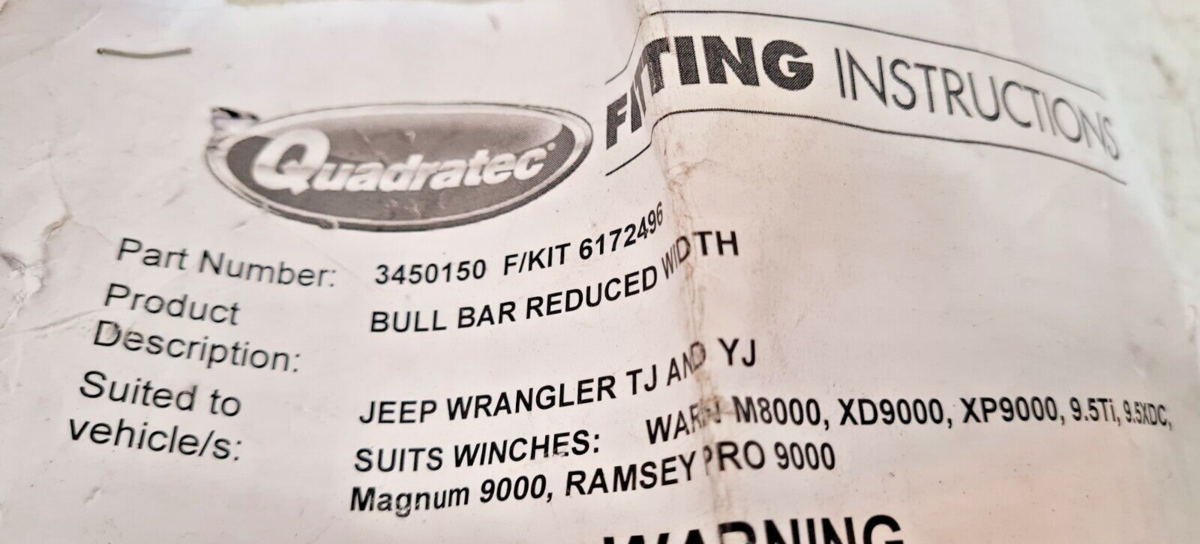 FITTING INSTRUCTIONS
Quadratec
Part Number: 3450150 F/KIT 6172496
Product
Description: BULL BAR REDUCED WIDTH
Suited to
vehicle/s: JEEP WRANGLER TJ AND YJ
SUITS WINCHES: WARN M8000, XD9000, XP9000, 9.5Ti, 9.5XDC,
Magnum 9000, RAMSEY PRO 9000
WARNING